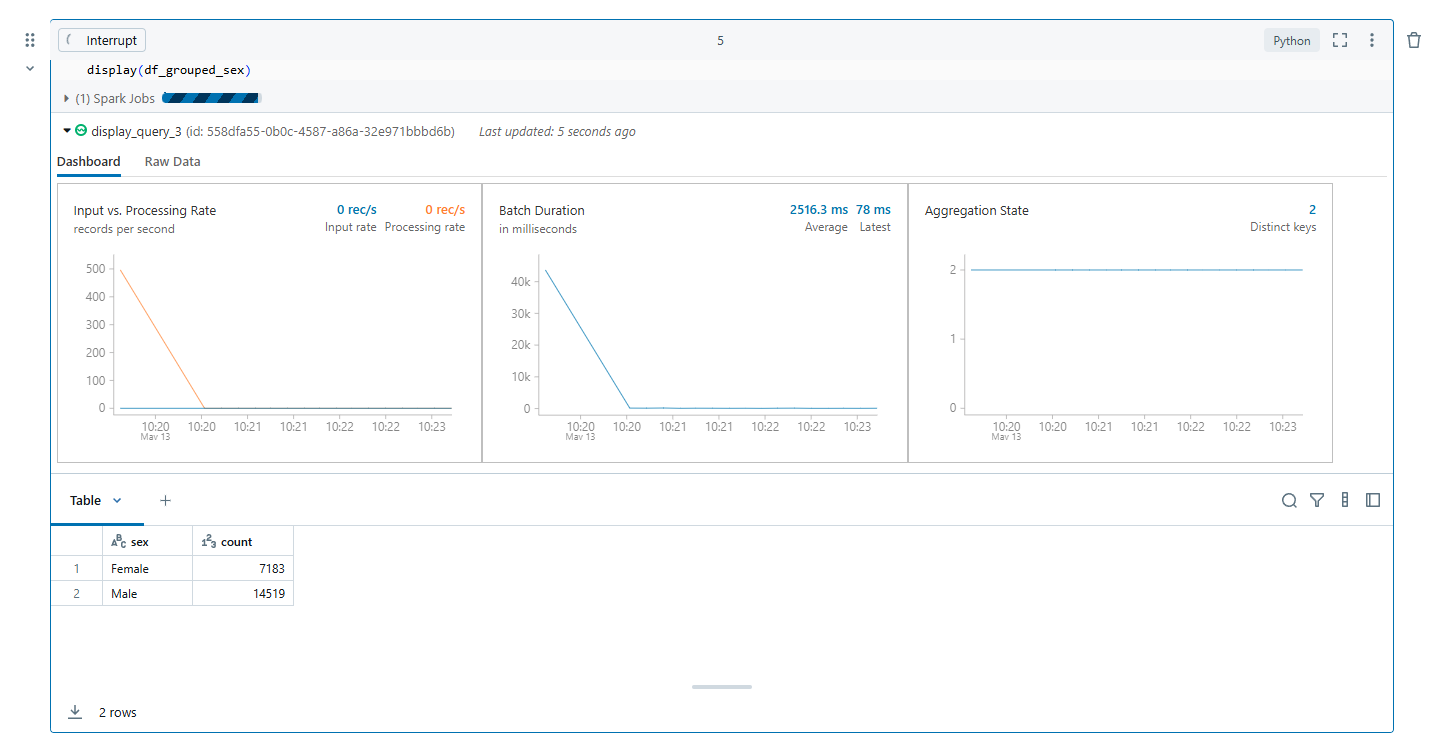 Interrupt 5 Python
display(df_grouped_sex)
(1) Spark Jobs
display_query_3 (id: 558dfa55-0b0c-4587-a86a-32e971bbbd6b) Last updated: 5 seconds ago
Dashboard Raw Data
Input vs. Processing Rate 0 rec/s 0 rec/s
records per second Input rate Processing rate
500
400
300
200
100
0
10:20 10:20 10:21 10:21 10:22 10:22 10:23
May 13
Batch Duration 2516.3 ms 78 ms
in milliseconds Average Latest
40k
30k
20k
10k
0
10:20 10:20 10:21 10:21 10:22 10:22 10:23
May 13
Aggregation State 2
Distinct keys
2
1
0
10:20 10:20 10:21 10:21 10:22 10:22 10:23
May 13
Table
ABC sex 123 count
1 Female 7183
2 Male 14519
2 rows